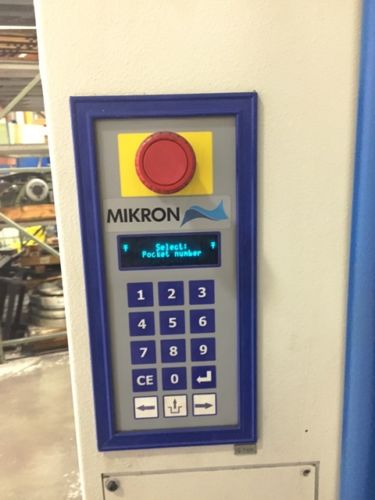 MIKRON
Select:
Pocket number
1 2 3
4 5 6
7 8 9
CE 0